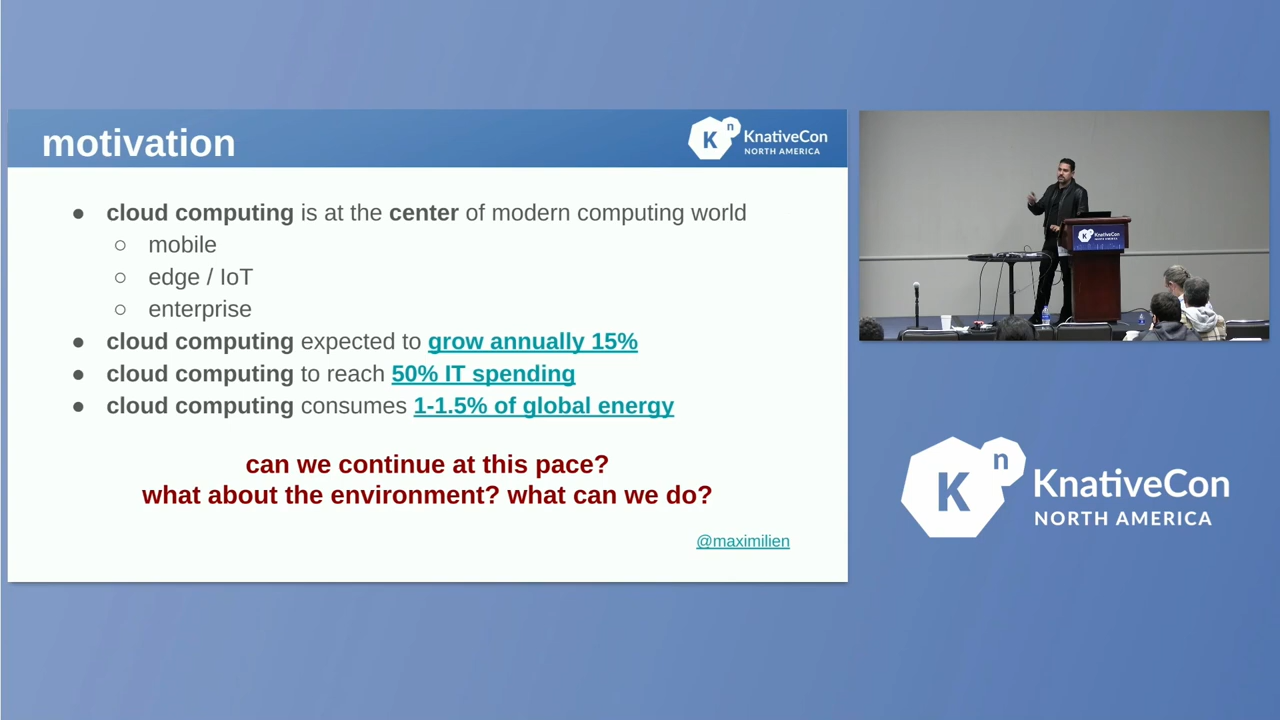 motivation
Kn KnativeCon
NORTH AMERICA
● cloud computing is at the center of modern computing world
○ mobile
○ edge / IoT
○ enterprise
● cloud computing expected to grow annually 15%
● cloud computing to reach 50% IT spending
● cloud computing consumes 1-1.5% of global energy
can we continue at this pace?
what about the environment? what can we do?
@maximilien
K KnativeCon
Kn KnativeCon
NORTH AMERICA